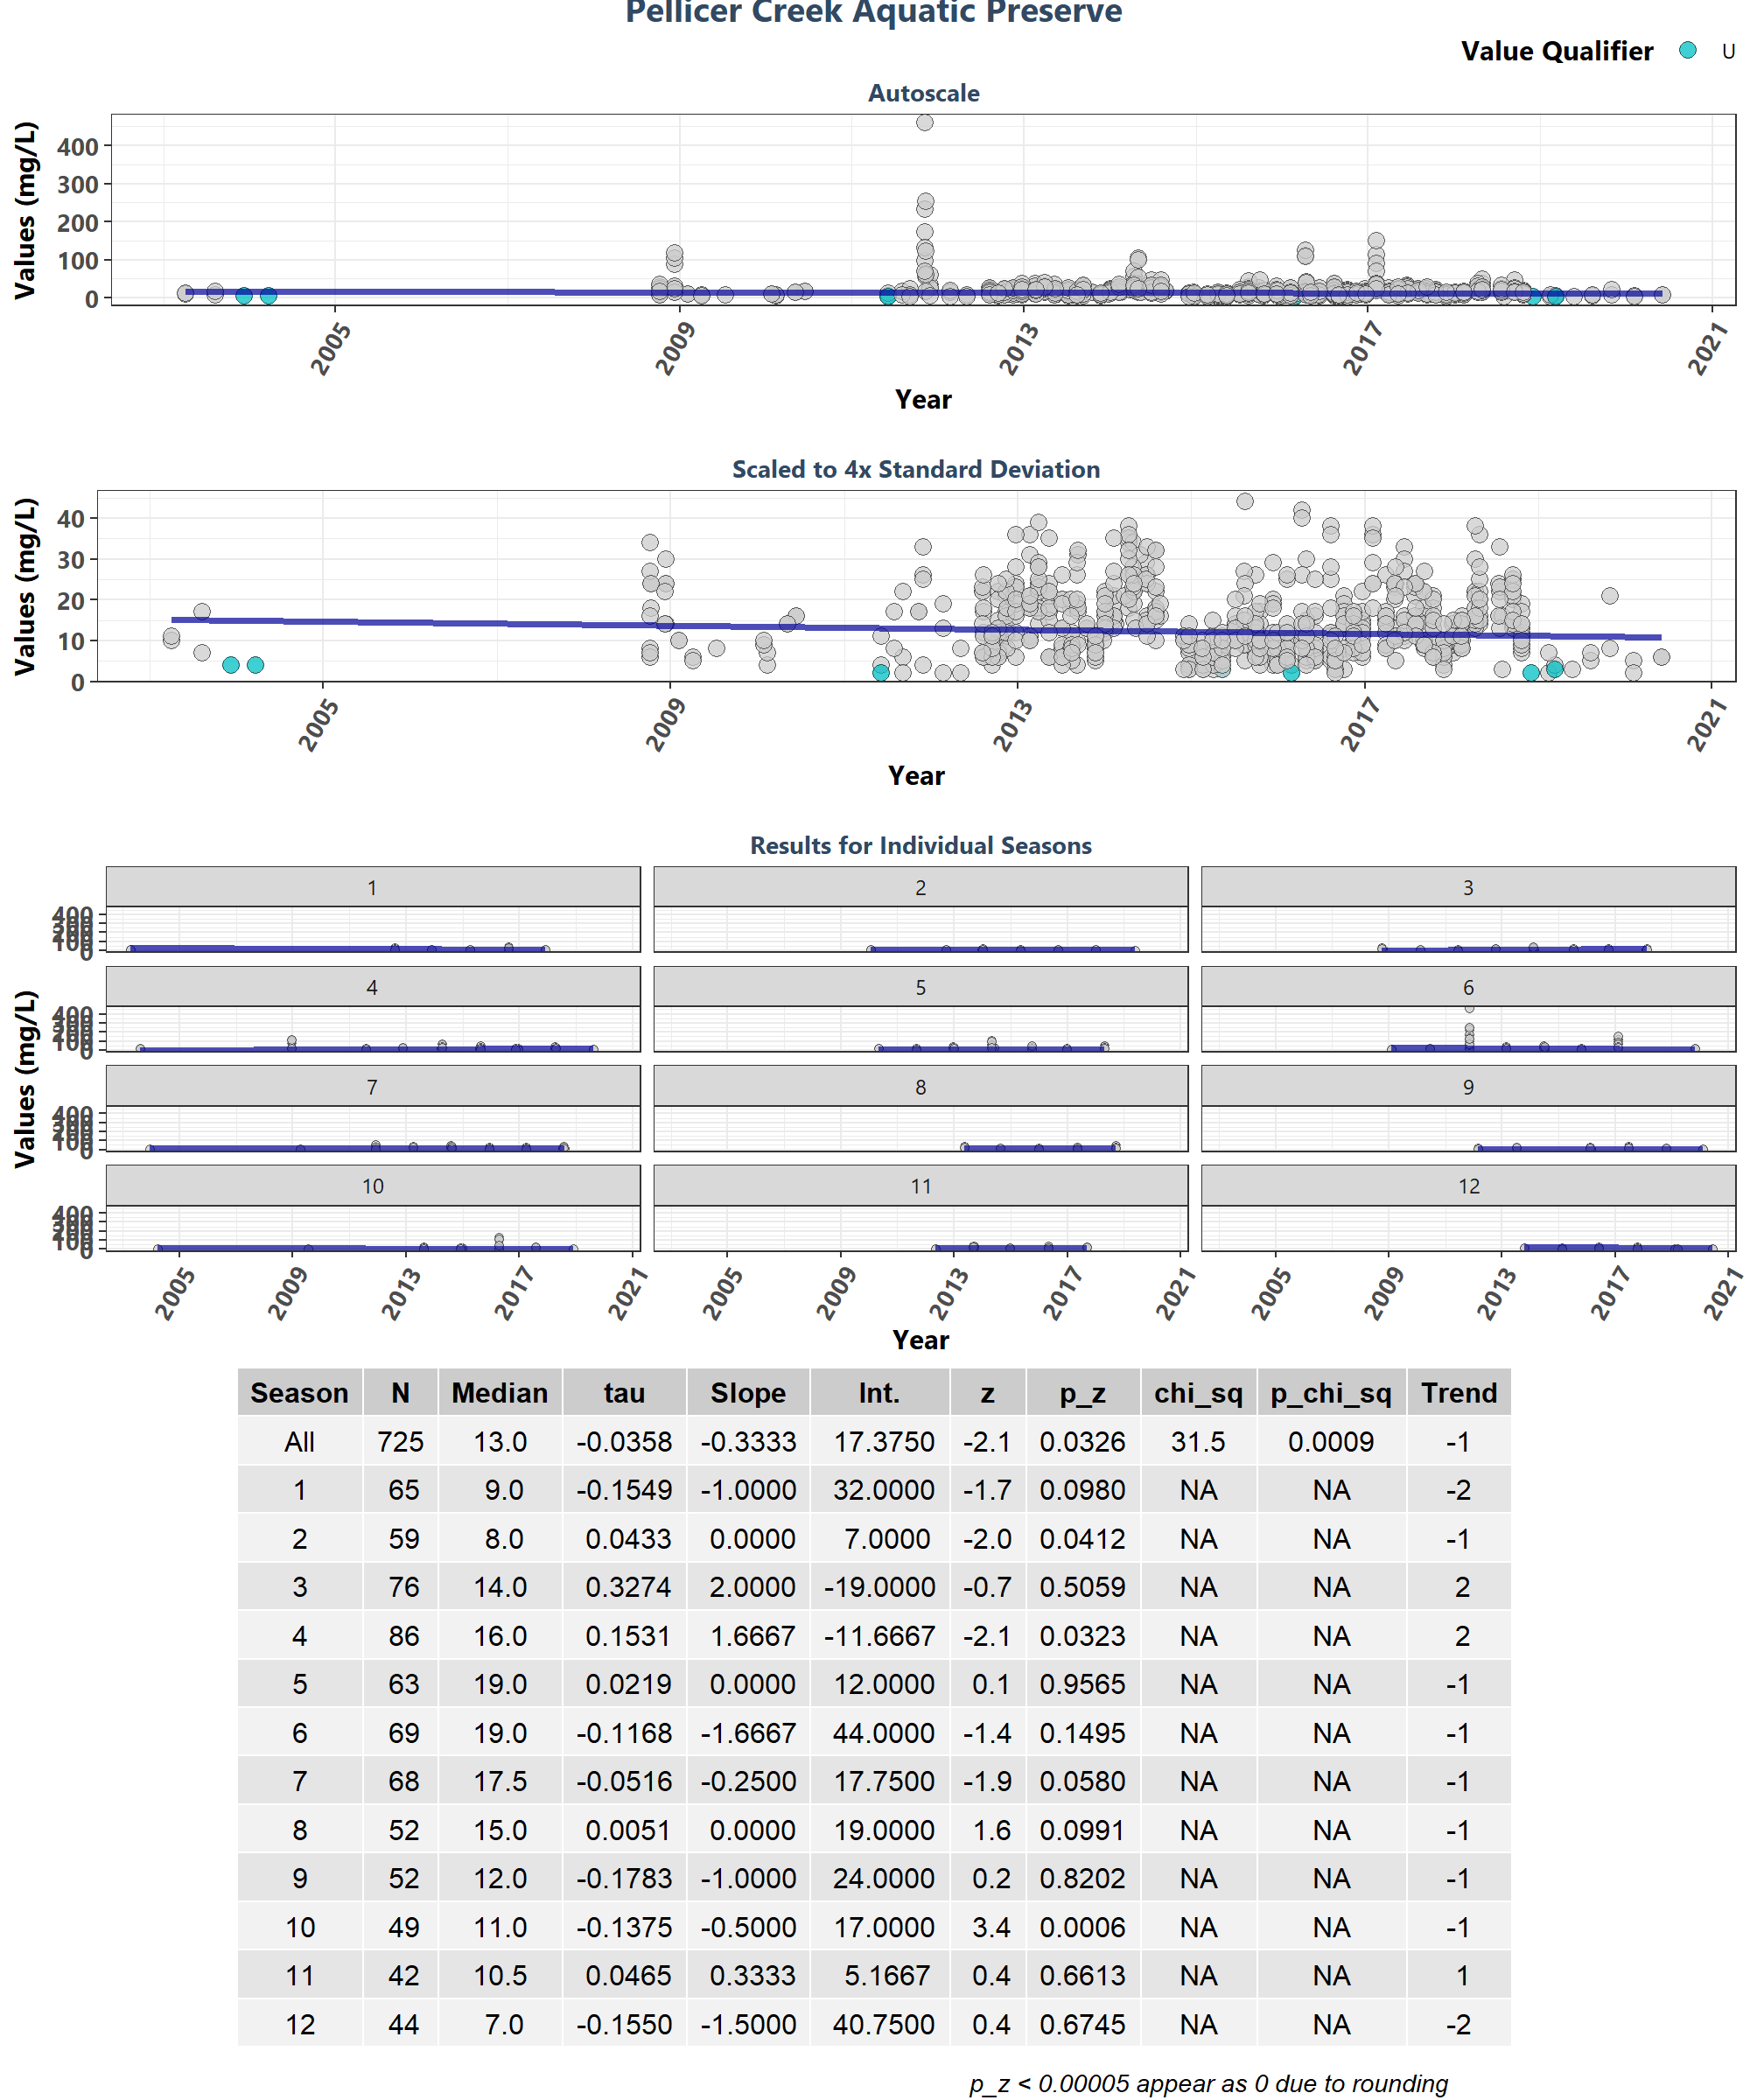 Pellicer Creek Aquatic Preserve
Value Qualifier U
Autoscale
Values (mg/L)
400
300
200
100
0
2005 2009 2013 2017 2021
Year
Scaled to 4x Standard Deviation
Values (mg/L)
40
30
20
10
0
2005 2009 2013 2017 2021
Year
Results for Individual Seasons
Values (mg/L)
1 2 3
400
0
4 5 6
400
0
7 8 9
400
0
10 11 12
400
0
2005 2009 2013 2017 2021 2005 2009 2013 2017 2021 2005 2009 2013 2017 2021
Year
Season N Median tau Slope Int. z p_z chi_sq p_chi_sq Trend
All 725 13.0 -0.0358 -0.3333 17.3750 -2.1 0.0326 31.5 0.0009 -1
1 65 9.0 -0.1549 -1.0000 32.0000 -1.7 0.0980 NA NA -2
2 59 8.0 0.0433 0.0000 7.0000 -2.0 0.0412 NA NA -1
3 76 14.0 0.3274 2.0000 -19.0000 -0.7 0.5059 NA NA 2
4 86 16.0 0.1531 1.6667 -11.6667 -2.1 0.0323 NA NA 2
5 63 19.0 0.0219 0.0000 12.0000 0.1 0.9565 NA NA -1
6 69 19.0 -0.1168 -1.6667 44.0000 -1.4 0.1495 NA NA -1
7 68 17.5 -0.0516 -0.2500 17.7500 -1.9 0.0580 NA NA -1
8 52 15.0 0.0051 0.0000 19.0000 1.6 0.0991 NA NA -1
9 52 12.0 -0.1783 -1.0000 24.0000 0.2 0.8202 NA NA -1
10 49 11.0 -0.1375 -0.5000 17.0000 3.4 0.0006 NA NA -1
11 42 10.5 0.0465 0.3333 5.1667 0.4 0.6613 NA NA 1
12 44 7.0 -0.1550 -1.5000 40.7500 0.4 0.6745 NA NA -2
p_z < 0.00005 appear as 0 due to rounding